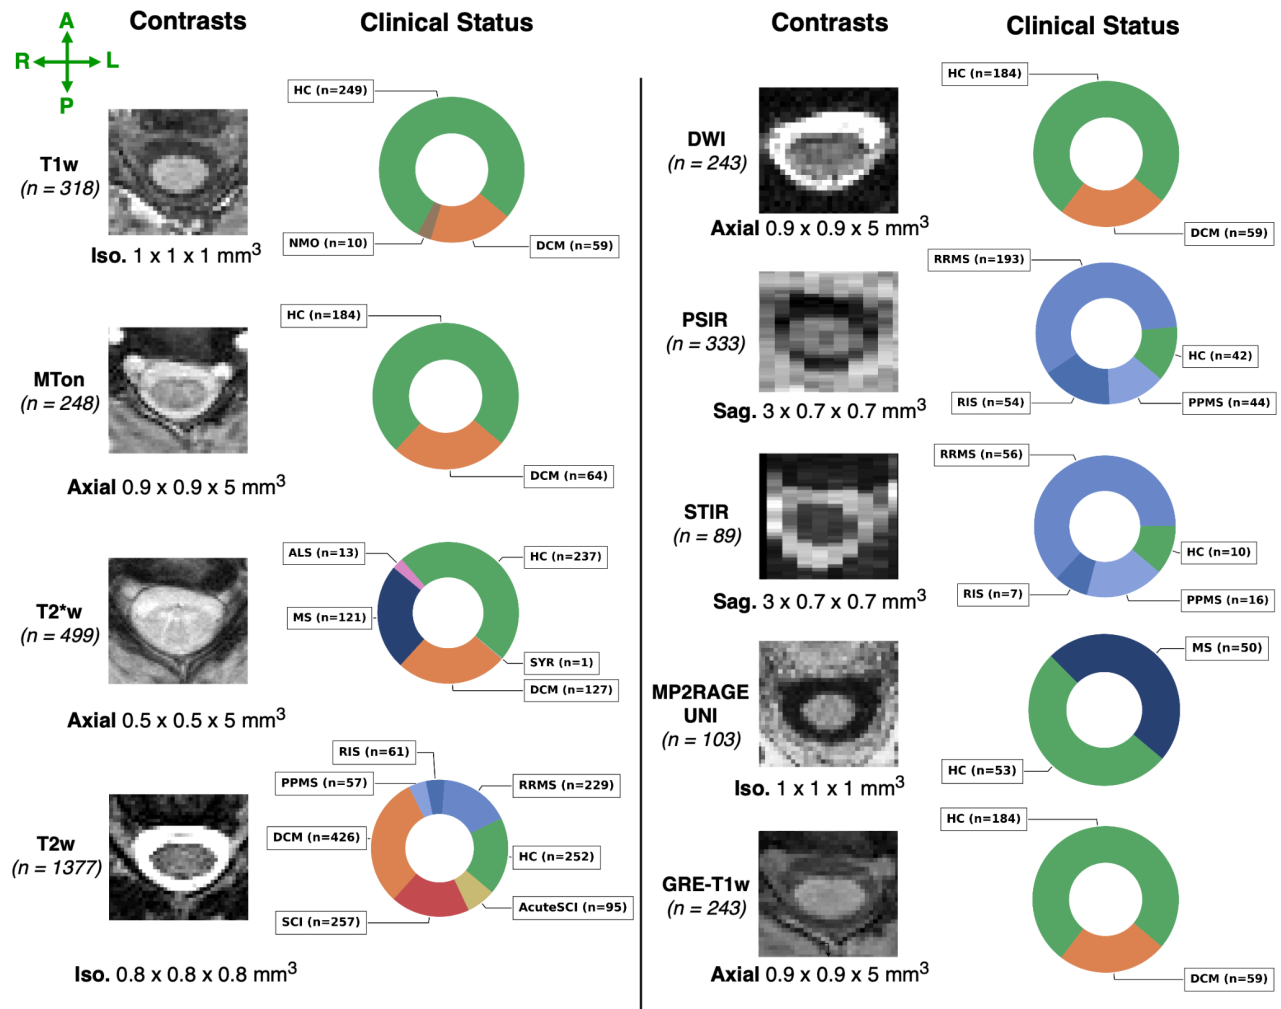 Contrasts
Clinical Status
A
R
L
P
T1w
(n = 318)
Iso. 1 x 1 x 1 mm3
HC (n=249)
NMO (n=10)
DCM (n=59)
MTon
(n = 248)
Axial 0.9 x 0.9 x 5 mm3
HC (n=184)
DCM (n=64)
T2*w
(n = 499)
Axial 0.5 x 0.5 x 5 mm3
ALS (n=13)
HC (n=237)
MS (n=121)
SYR (n=1)
DCM (n=127)
T2w
(n = 1377)
Iso. 0.8 x 0.8 x 0.8 mm3
RIS (n=61)
PPMS (n=57)
RRMS (n=229)
DCM (n=426)
HC (n=252)
AcuteSCI (n=95)
SCI (n=257)
Contrasts
Clinical Status
DWI
(n = 243)
Axial 0.9 x 0.9 x 5 mm3
HC (n=184)
DCM (n=59)
PSIR
(n = 333)
Sag. 3 x 0.7 x 0.7 mm3
RRMS (n=193)
HC (n=42)
RIS (n=54)
PPMS (n=44)
STIR
(n = 89)
Sag. 3 x 0.7 x 0.7 mm3
RRMS (n=56)
HC (n=10)
RIS (n=7)
PPMS (n=16)
MP2RAGE
UNI
(n = 103)
Iso. 1 x 1 x 1 mm3
MS (n=50)
HC (n=53)
GRE-T1w
(n = 243)
Axial 0.9 x 0.9 x 5 mm3
HC (n=184)
DCM (n=59)